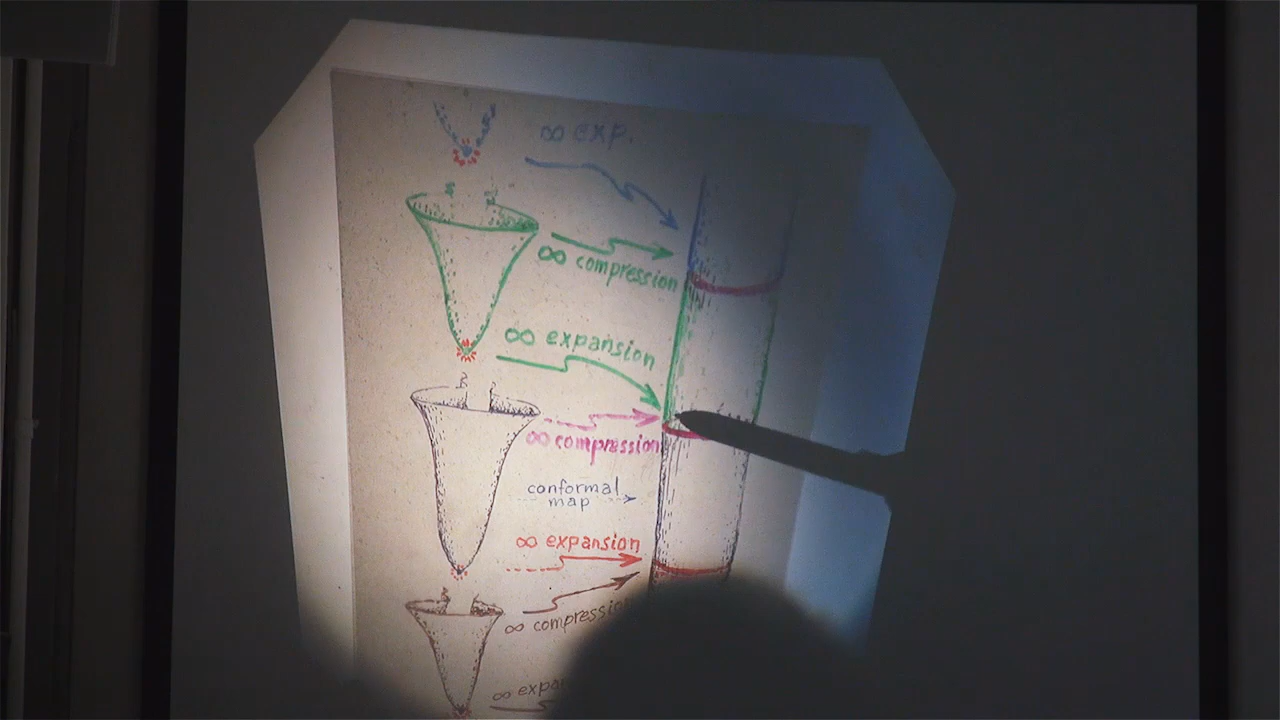 ∞ exp.
∞ compression
∞ expansion
∞ compression
conformal
map
∞ expansion
∞ compression
∞